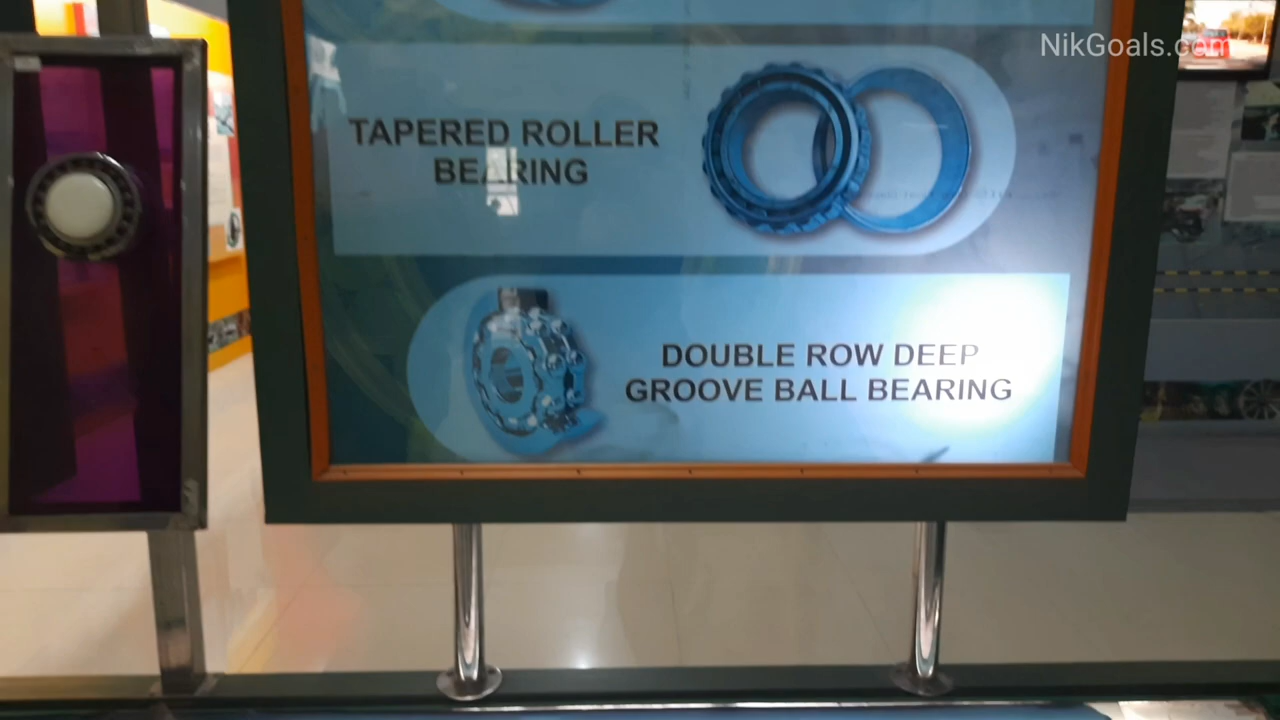 NikGoals.com
TAPERED ROLLER
BEARING
DOUBLE ROW DEEP
GROOVE BALL BEARING